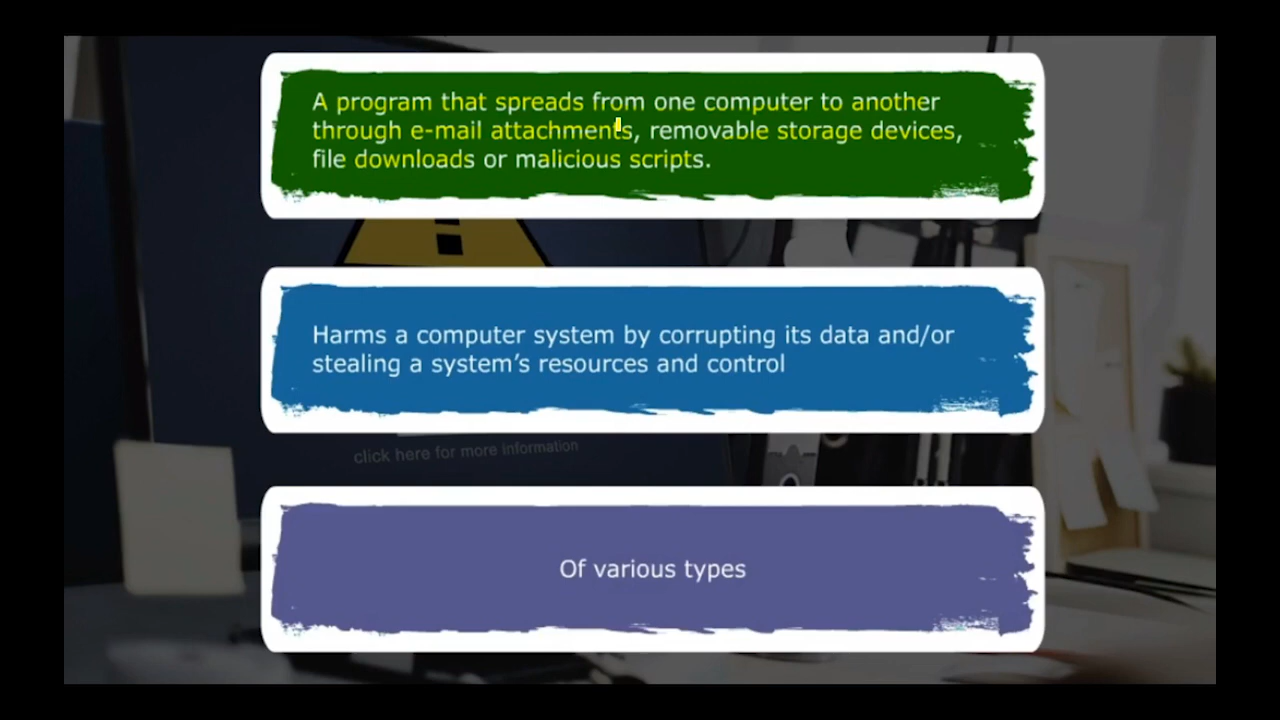 A program that spreads from one computer to another
through e-mail attachments, removable storage devices,
file downloads or malicious scripts.
Harms a computer system by corrupting its data and/or
stealing a system's resources and control
click here for more information
Of various types